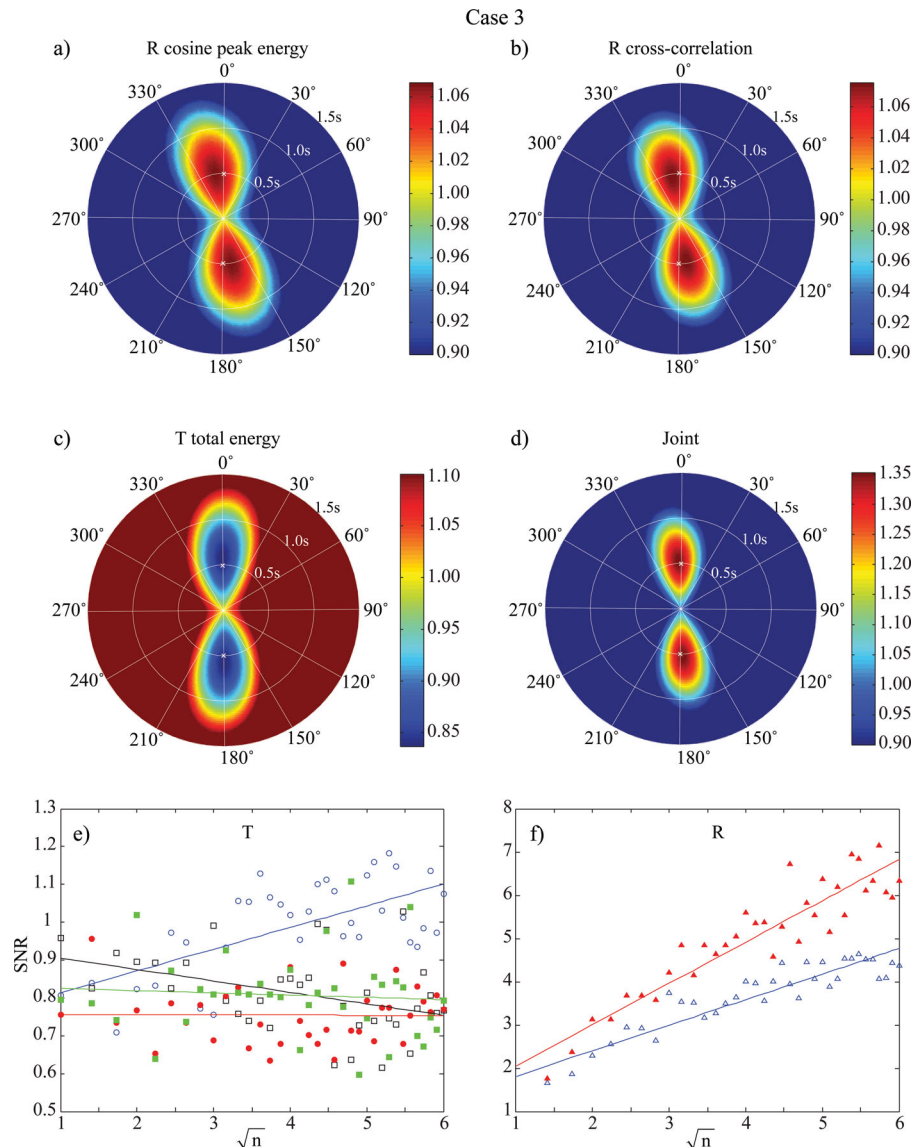 Case 3
a) R cosine peak energy
b) R cross-correlation
0° 30° 60° 90° 120° 150° 180° 210° 240° 270° 300° 330°
0.5s 1.0s 1.5s
1.06 1.04 1.02 1.00 0.98 0.96 0.94 0.92 0.90
0° 30° 60° 90° 120° 150° 180° 210° 240° 270° 300° 330°
0.5s 1.0s 1.5s
1.06 1.04 1.02 1.00 0.98 0.96 0.94 0.92 0.90
c) T total energy
d) Joint
0° 30° 60° 90° 120° 150° 180° 210° 240° 270° 300° 330°
0.5s 1.0s 1.5s
1.10 1.05 1.00 0.95 0.90 0.85
0° 30° 60° 90° 120° 150° 180° 210° 240° 270° 300° 330°
0.5s 1.0s 1.5s
1.35 1.30 1.25 1.20 1.15 1.10 1.05 1.00 0.95 0.90
e) T
SNR
1.3 1.2 1.1 1 0.9 0.8 0.7 0.6 0.5
1 2 3 4 5 6
√n
f) R
8 7 6 5 4 3 2 1
1 2 3 4 5 6
√n